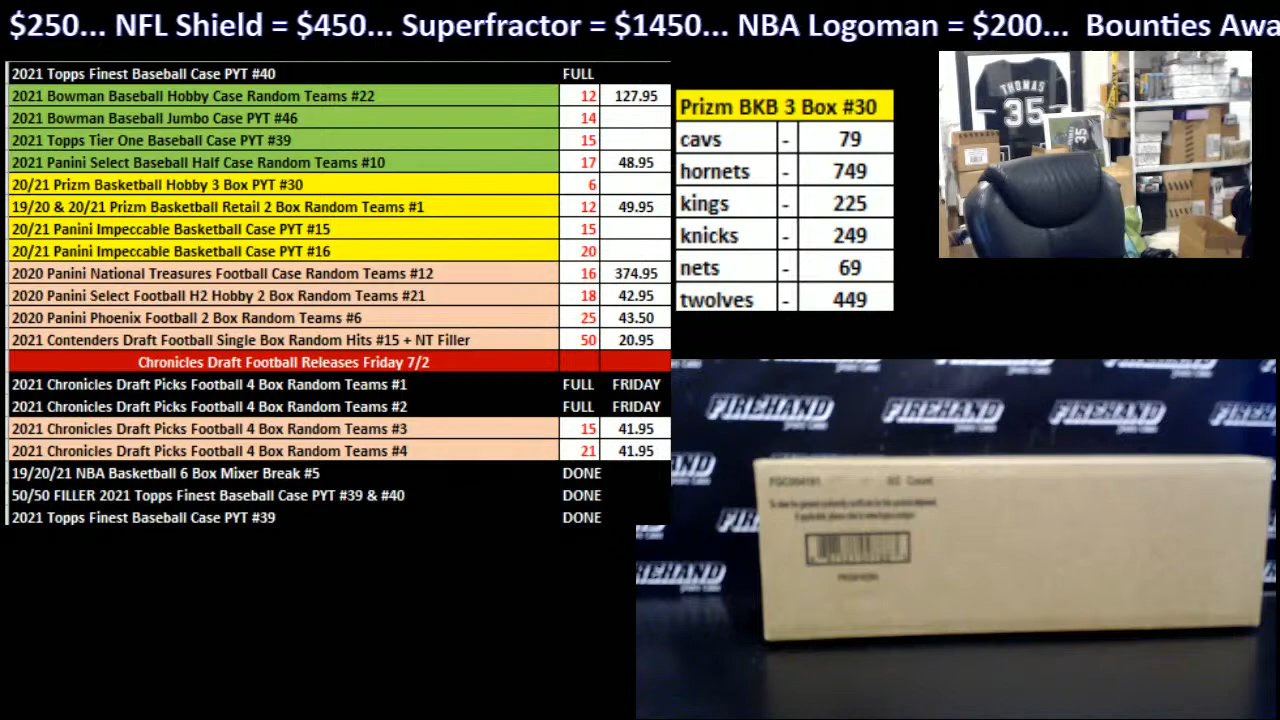 $250... NFL Shield = $450... Superfractor = $1450... NBA Logoman = $200... Bounties Awa
2021 Topps Finest Baseball Case PYT #40 FULL
2021 Bowman Baseball Hobby Case Random Teams #22 12 127.95
2021 Bowman Baseball Jumbo Case PYT #46 14
2021 Topps Tier One Baseball Case PYT #39 15
2021 Panini Select Baseball Half Case Random Teams #10 17 48.95
20/21 Prizm Basketball Hobby 3 Box PYT #30 6
19/20 & 20/21 Prizm Basketball Retail 2 Box Random Teams #1 12 49.95
20/21 Panini Impeccable Basketball Case PYT #15 15
20/21 Panini Impeccable Basketball Case PYT #16 20
2020 Panini National Treasures Football Case Random Teams #12 16 374.95
2020 Panini Select Football H2 Hobby 2 Box Random Teams #21 18 42.95
2020 Panini Phoenix Football 2 Box Random Teams #6 25 43.50
2021 Contenders Draft Football Single Box Random Hits #15 + NT Filler 50 20.95
Chronicles Draft Football Releases Friday 7/2
2021 Chronicles Draft Picks Football 4 Box Random Teams #1 FULL FRIDAY
2021 Chronicles Draft Picks Football 4 Box Random Teams #2 FULL FRIDAY
2021 Chronicles Draft Picks Football 4 Box Random Teams #3 15 41.95
2021 Chronicles Draft Picks Football 4 Box Random Teams #4 21 41.95
19/20/21 NBA Basketball 6 Box Mixer Break #5 DONE
50/50 FILLER 2021 Topps Finest Baseball Case PYT #39 & #40 DONE
2021 Topps Finest Baseball Case PYT #39 DONE
Prizm BKB 3 Box #30
cavs - 79
hornets - 749
kings - 225
knicks - 249
nets - 69
twolves - 449
THOMAS
35
35
FIREHAND
FIREHAND
FIREHAND
FIREHAND
Count